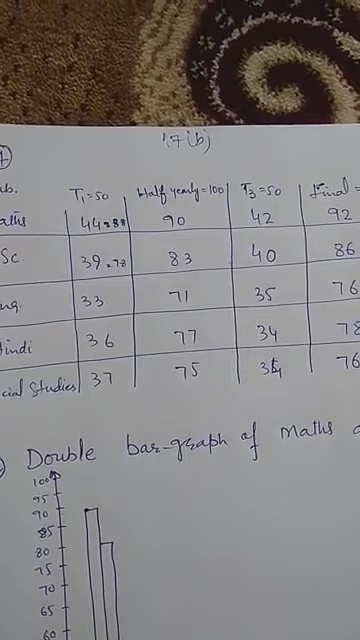 17(b)
ub. T₁=50 Half yearly=100 T₃=50 Final=
aths 44.88 90 42 92
Sc. 39.78 83 40 86
ng. 33 71 35 76
Hindi 36 77 34 78
cial Studies 37 75 34 76
Double bar-graph of Maths
100
95
90
85
80
75
70
65
60